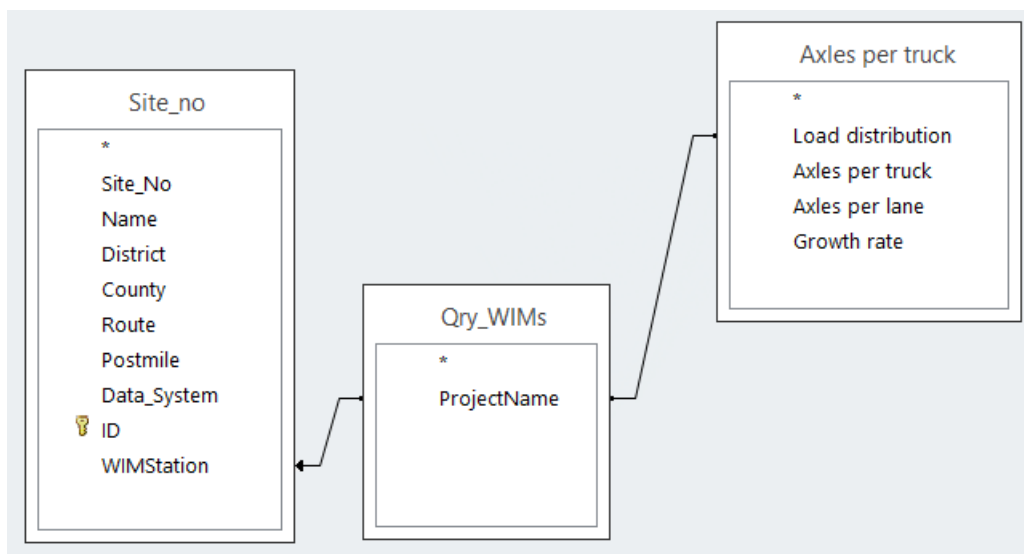 Site_no
*
Site_No
Name
District
County
Route
Postmile
Data_System
ID
WIMStation
Qry_WIMs
*
ProjectName
Axles per truck
*
Load distribution
Axles per truck
Axles per lane
Growth rate